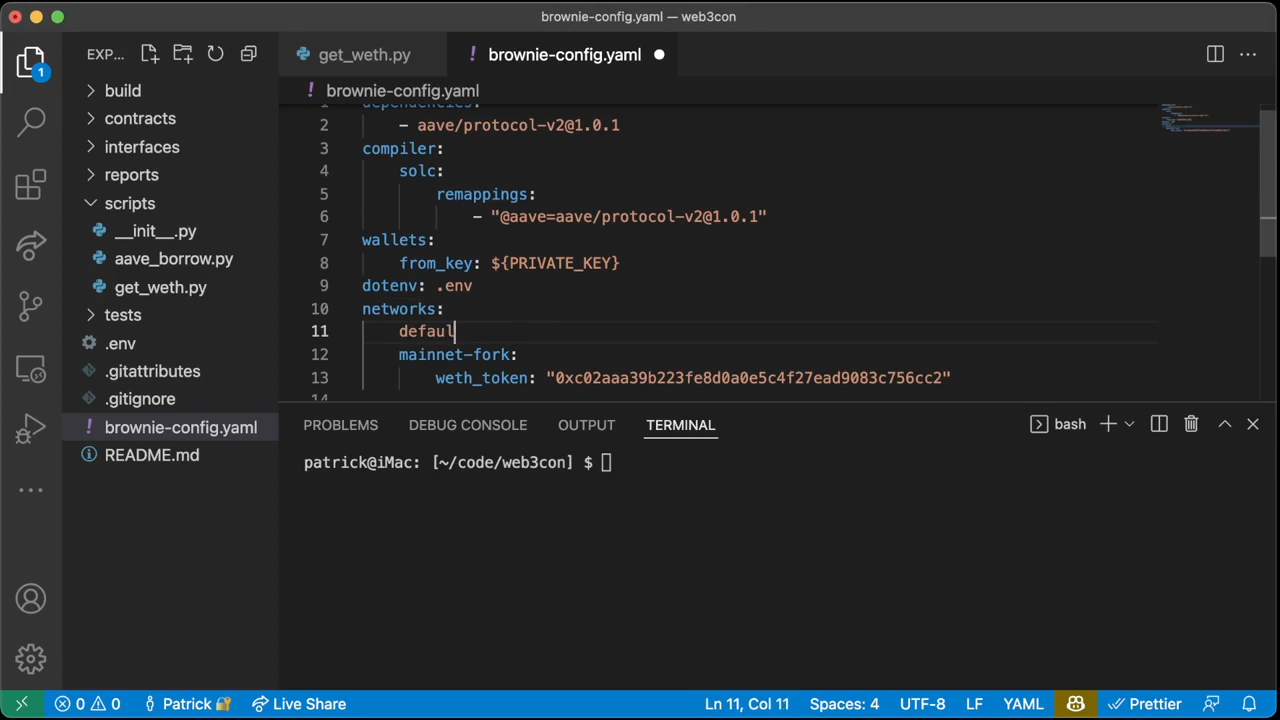 brownie-config.yaml — web3con
EXP...
get_weth.py
! brownie-config.yaml
! brownie-config.yaml
1
build
contracts
interfaces
reports
scripts
__init__.py
aave_borrow.py
get_weth.py
tests
.env
.gitattributes
.gitignore
! brownie-config.yaml
README.md
1 dependencies:
2 - aave/protocol-v2@1.0.1
3 compiler:
4 solc:
5 remappings:
6 - "@aave=aave/protocol-v2@1.0.1"
7 wallets:
8 from_key: ${PRIVATE_KEY}
9 dotenv: .env
10 networks:
11 defaul
12 mainnet-fork:
13 weth_token: "0xc02aaa39b223fe8d0a0e5c4f27ead9083c756cc2"
14
PROBLEMS DEBUG CONSOLE OUTPUT TERMINAL bash
patrick@iMac: [~/code/web3con] $
0 0 Patrick 🔐 Live Share Ln 11, Col 11 Spaces: 4 UTF-8 LF YAML Prettier